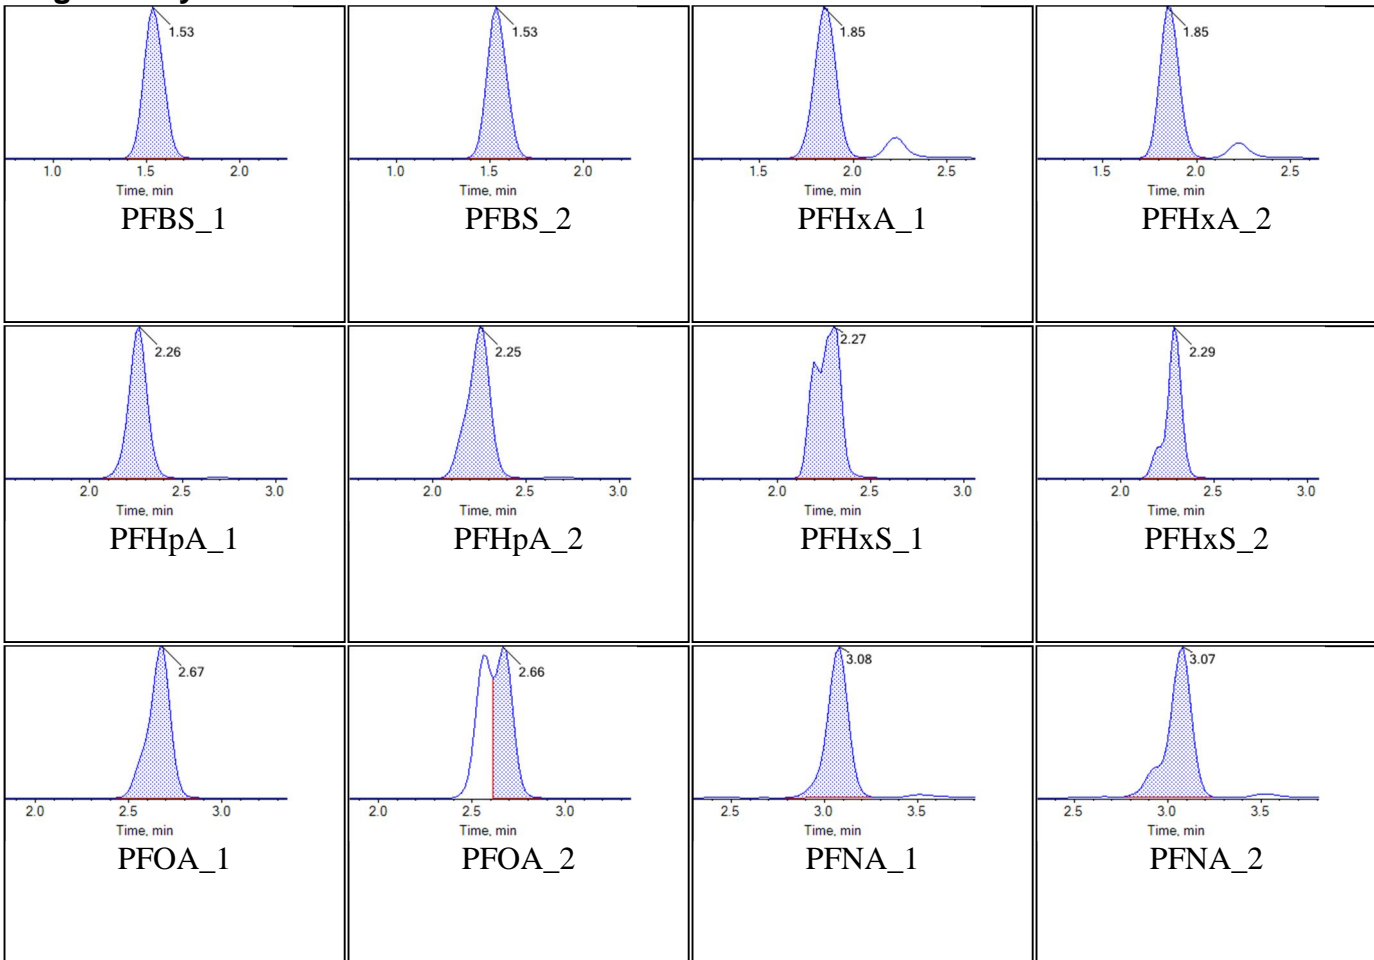 1.53
1.0 1.5 2.0
Time, min
PFBS_1
1.53
1.0 1.5 2.0
Time, min
PFBS_2
1.85
1.5 2.0 2.5
Time, min
PFHxA_1
1.85
1.5 2.0 2.5
Time, min
PFHxA_2
2.26
2.0 2.5 3.0
Time, min
PFHpA_1
2.25
2.0 2.5 3.0
Time, min
PFHpA_2
2.27
2.0 2.5 3.0
Time, min
PFHxS_1
2.29
2.0 2.5 3.0
Time, min
PFHxS_2
2.67
2.0 2.5 3.0
Time, min
PFOA_1
2.66
2.0 2.5 3.0
Time, min
PFOA_2
3.08
2.5 3.0 3.5
Time, min
PFNA_1
3.07
2.5 3.0 3.5
Time, min
PFNA_2